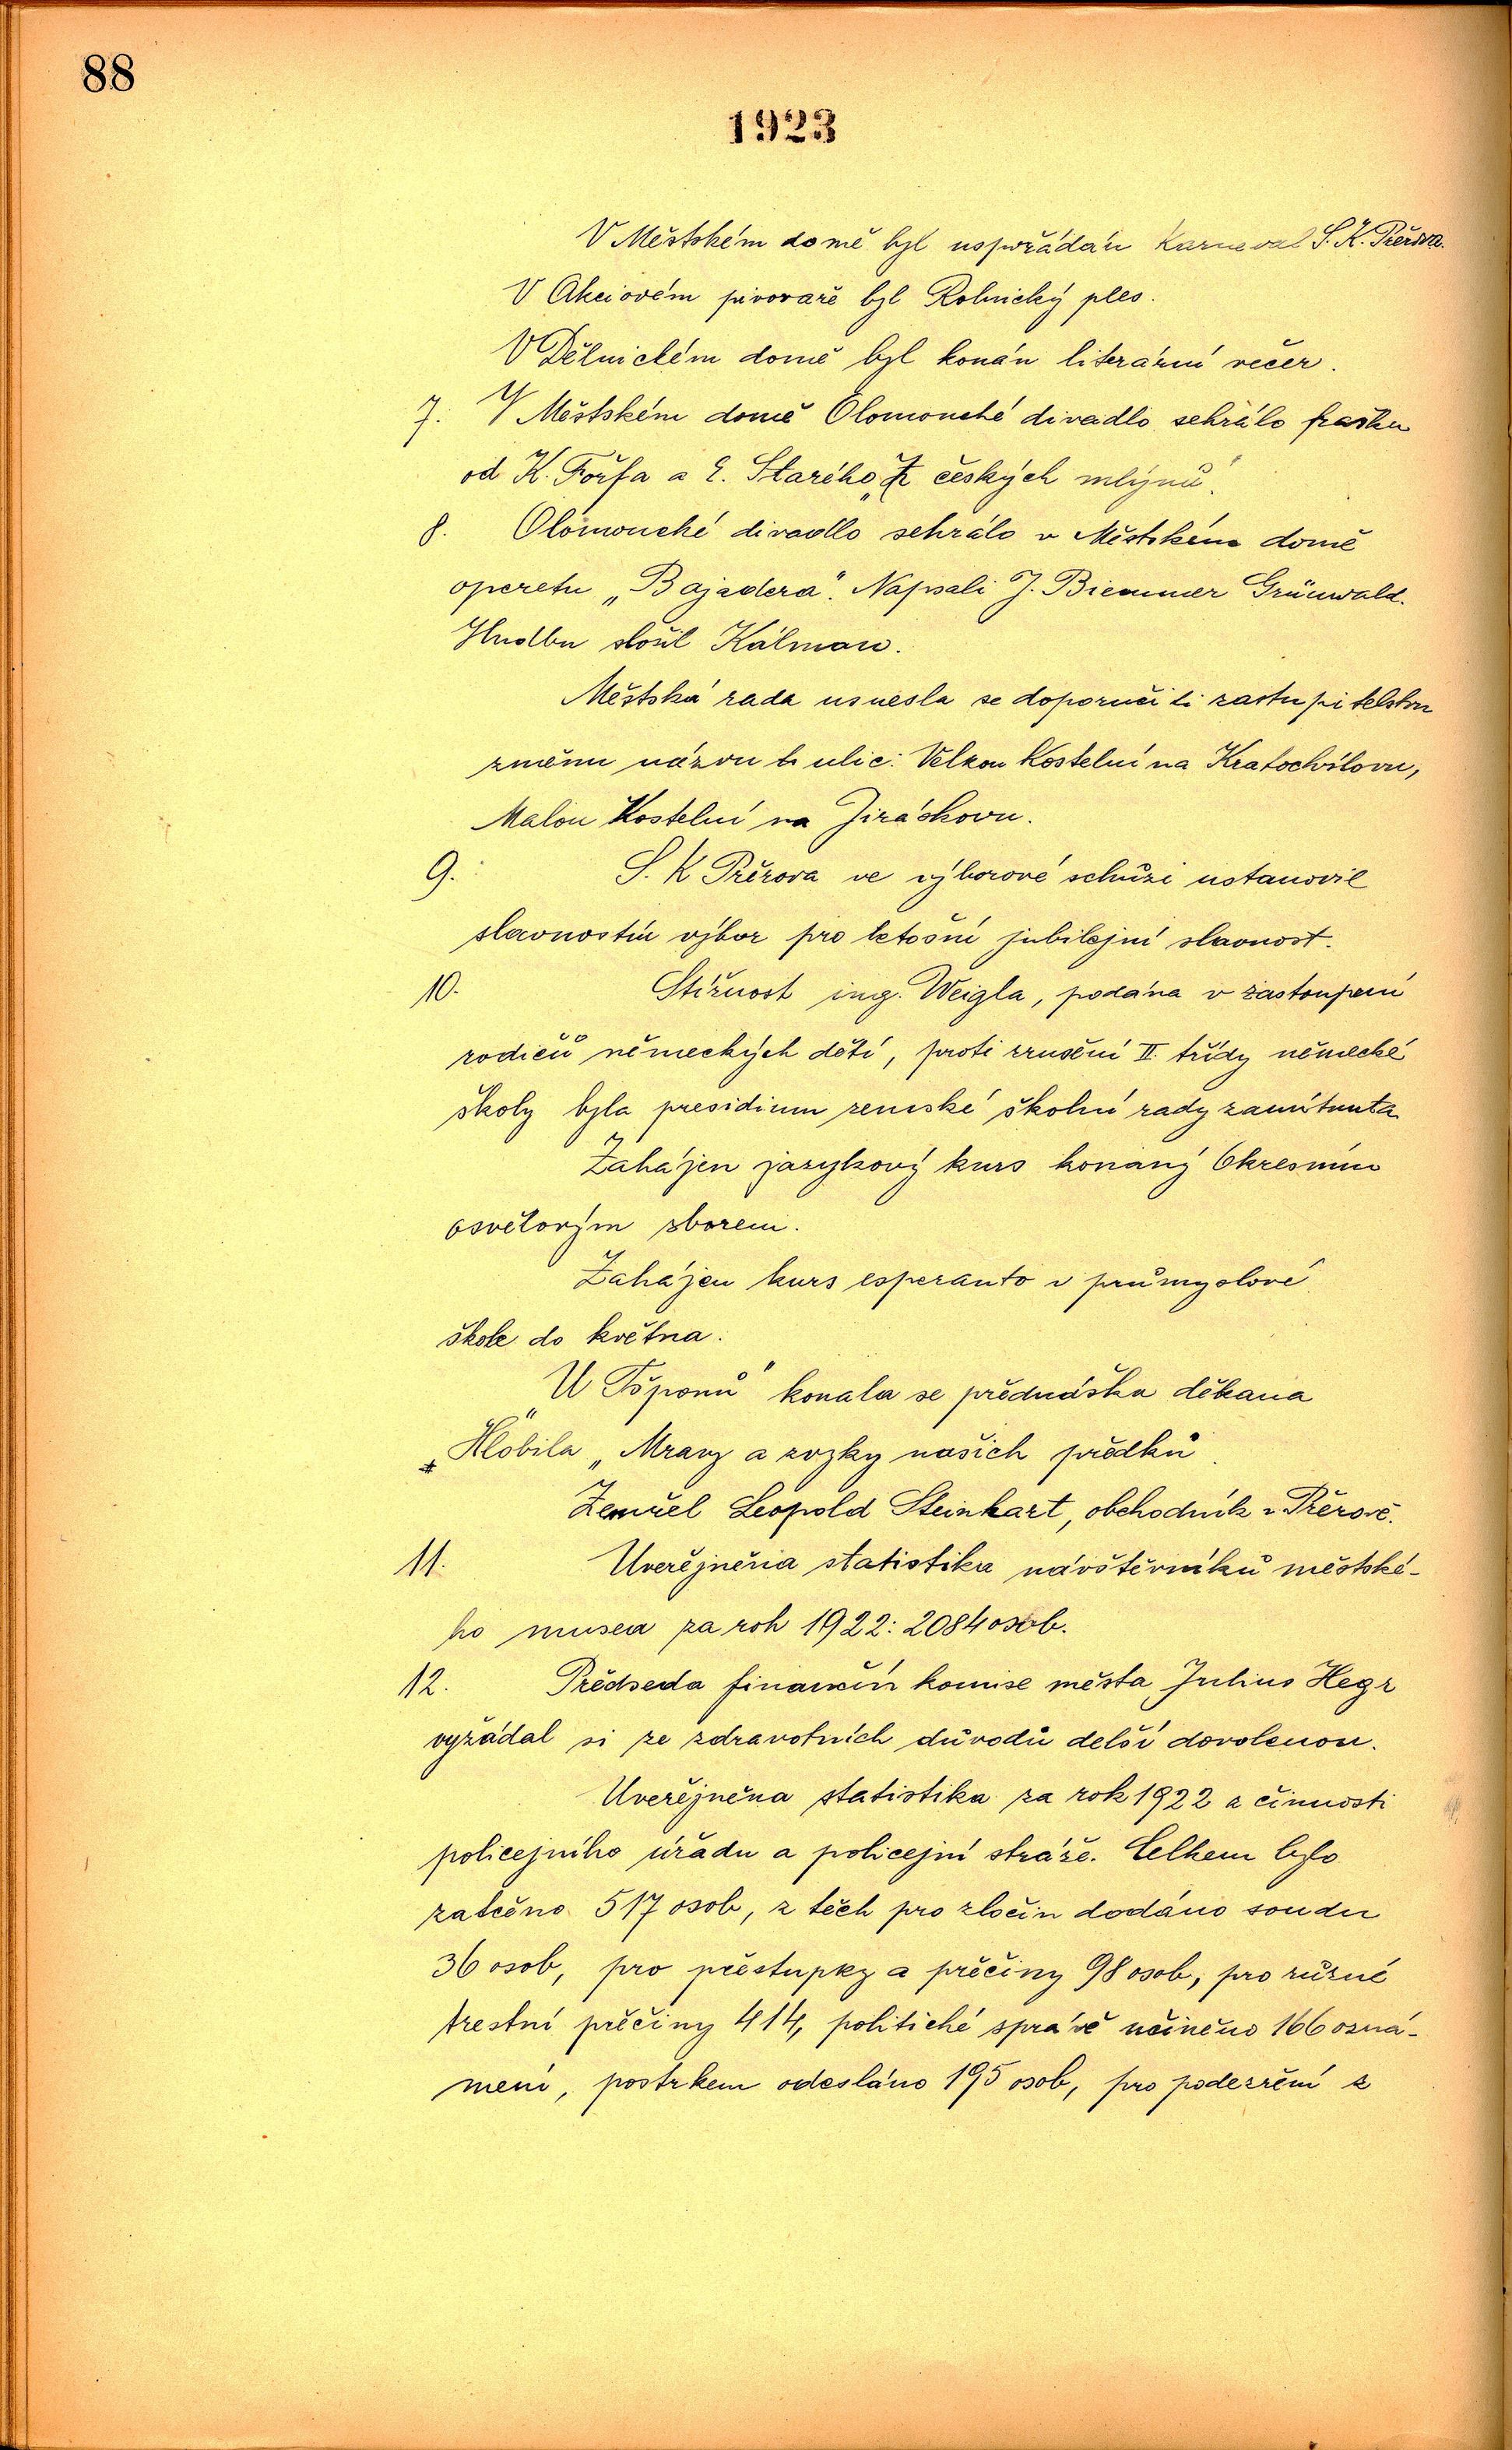 88
1923
V Městském domě byl uspořádán Karneval S. K. Přerova.
V Akciovém pivovaře byl Rolnický ples.
V Dělnickém domě byl konán literární večer.
7. V Městském domě Olomoucké divadlo sehrálo frašku
od K. Fořta a E. Starého „Z českých mlýnů".
8. Olomoucké divadlo sehrálo v Městském domě
operetu „Bajadera". Napsali J. Biemmer Grünwald.
Hudbu složil Kálman.
Městská rada usnesla se doporučiti zastupitelstvu
změnu názvu ulic: Velkou Kostelní na Kratochvílovu,
Malou Kostelní na Jiráskovu.
9. S. K Přerova ve výborové schůzi ustanovil
slavnostní výbor pro letošní jubilejní slavnost.
10. Stížnost ing. Weigla, podána v zastoupení
rodičů německých dětí, proti zrušení II. třídy německé
školy byla presidium zemské školní rady zamítnuta
Zahájen jazykový kurs konaný Okresním
osvětovým sborem.
Zahájen kurs esperanto v průmyslové
škole do května.
„U Tšponů" konala se přednáška děkana
Hlobila „Mravy a zvyky našich předků
Zemřel Leopold Steinhart, obchodník v Přerově.
11. Uveřejněna statistika návštěvníků městské-
ho musea za rok 1922: 2084 osob.
12. Předseda finanční komise města Julius Hegr
vyžádal si ze zdravotních důvodů delší dovolenou.
Uveřejněna statistika za rok 1922 z činnosti
policejního úřadu a policejní stráže. Celkem bylo
zatčeno 517 osob, z těch pro zločin dodáno soudu
36 osob, pro přestupky a přečiny 98 osob, pro různé
trestní přečiny 414, politické správě učiněno 166 ozná-
mení, postrkem odesláno 195 osob, pro podezření z